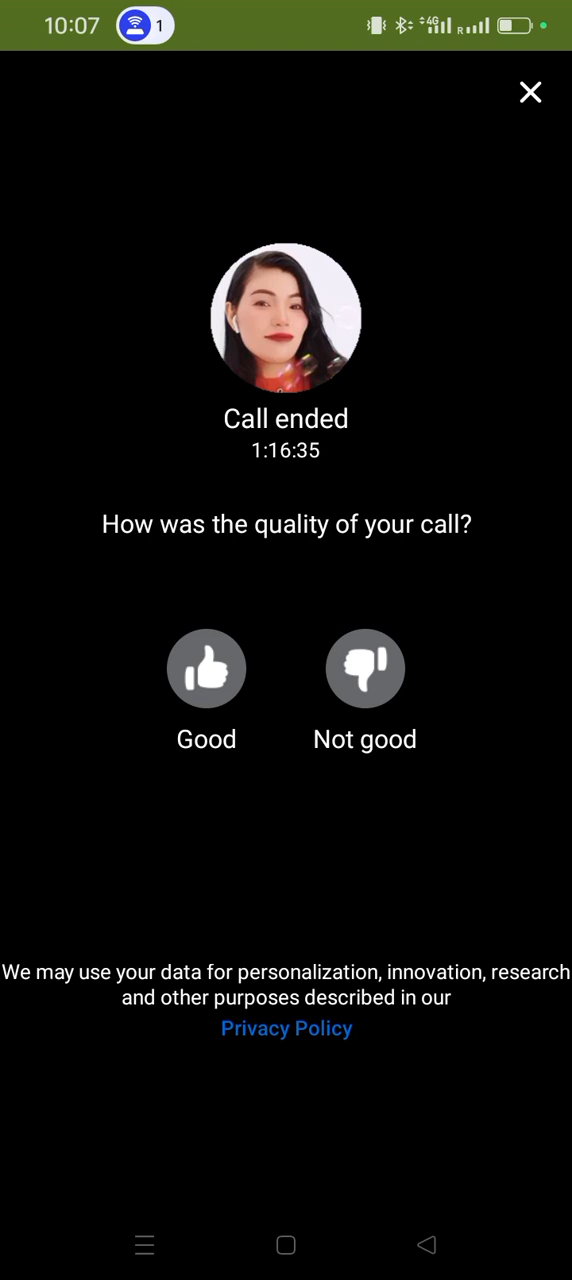 10:07
1
4G
R
Call ended
1:16:35
How was the quality of your call?
Good
Not good
We may use your data for personalization, innovation, research
and other purposes described in our
Privacy Policy